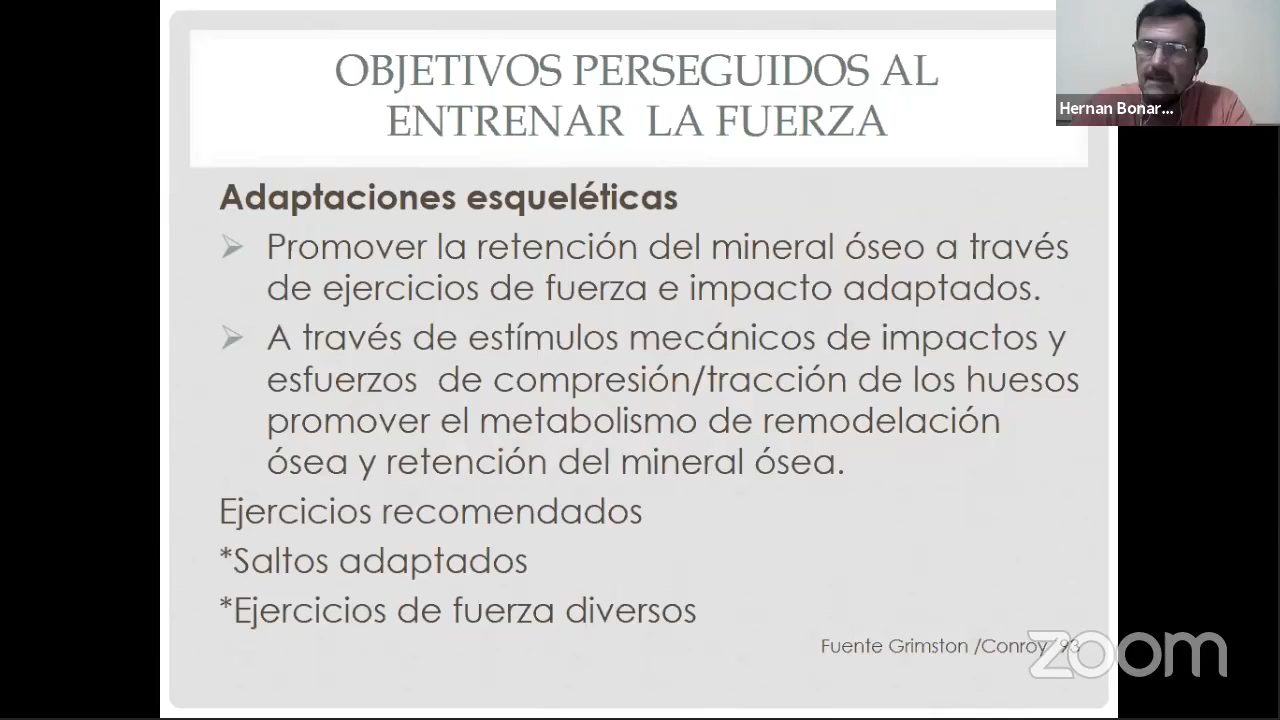 OBJETIVOS PERSEGUIDOS AL
ENTRENAR LA FUERZA
Hernan Bonar...
Adaptaciones esqueléticas
Promover la retención del mineral óseo a través
de ejercicios de fuerza e impacto adaptados.
A través de estímulos mecánicos de impactos y
esfuerzos de compresión/tracción de los huesos
promover el metabolismo de remodelación
ósea y retención del mineral ósea.
Ejercicios recomendados
*Saltos adaptados
*Ejercicios de fuerza diversos
Fuente Grimston /Conroy ´93
zoom